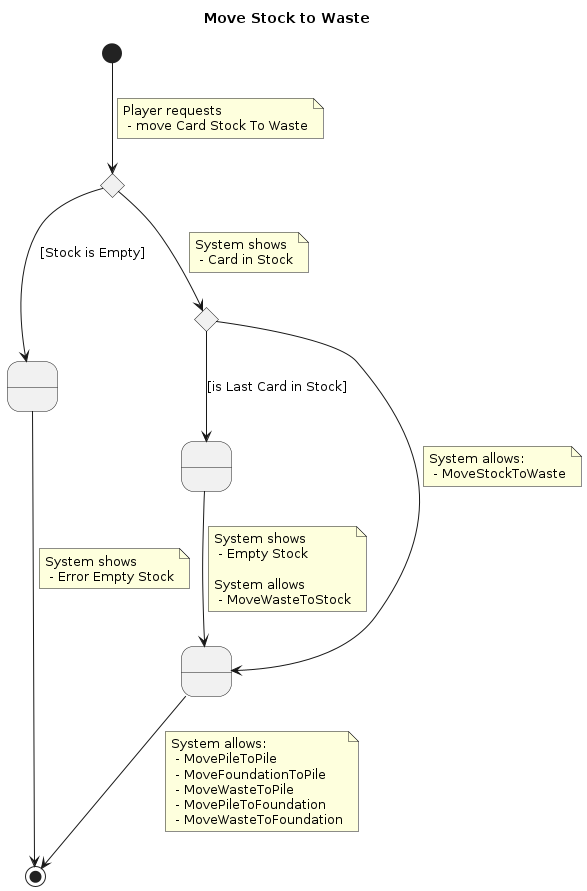 Move Stock to Waste
Player requests
- move Card Stock To Waste
[Stock is Empty]
System shows
- Card in Stock
[is Last Card in Stock]
System allows:
- MoveStockToWaste
System shows
- Error Empty Stock
System shows
- Empty Stock
System allows
- MoveWasteToStock
System allows:
- MovePileToPile
- MoveFoundationToPile
- MoveWasteToPile
- MovePileToFoundation
- MoveWasteToFoundation